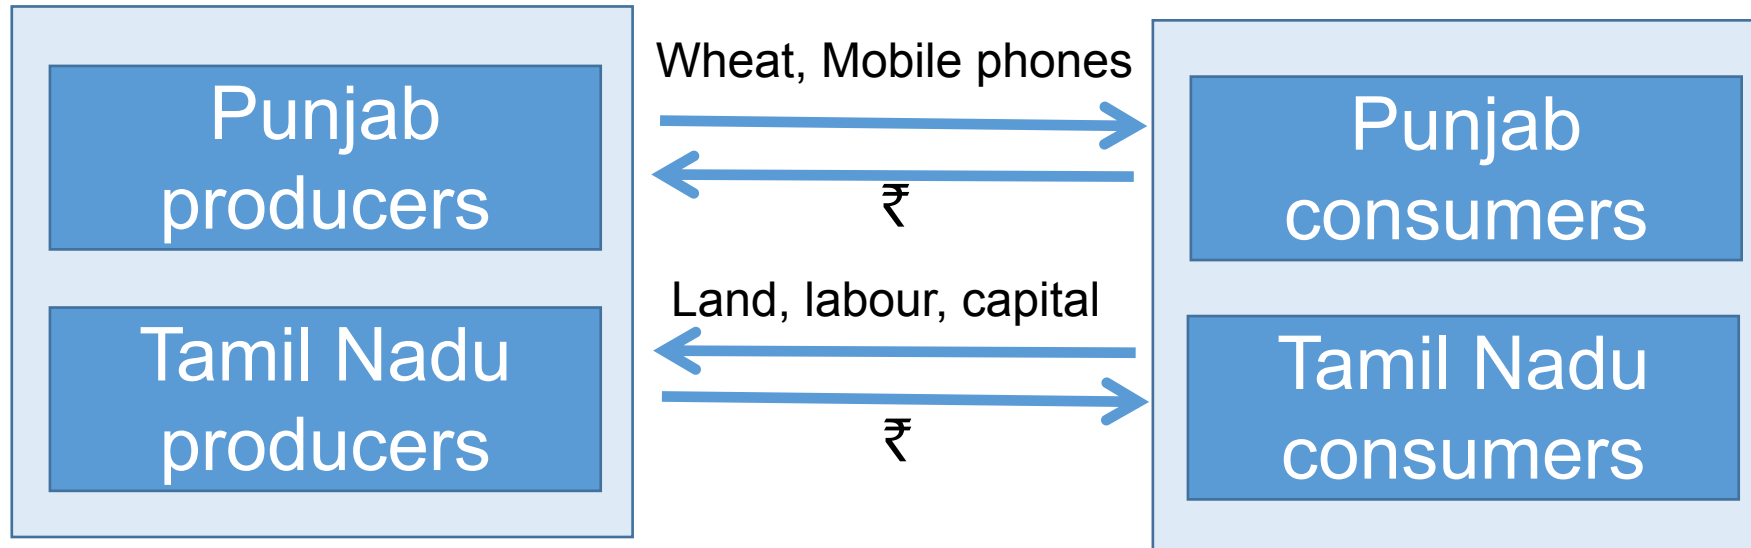 Punjab
producers
Tamil Nadu
producers
Wheat, Mobile phones
₹
Land, labour, capital
₹
Punjab
consumers
Tamil Nadu
consumers